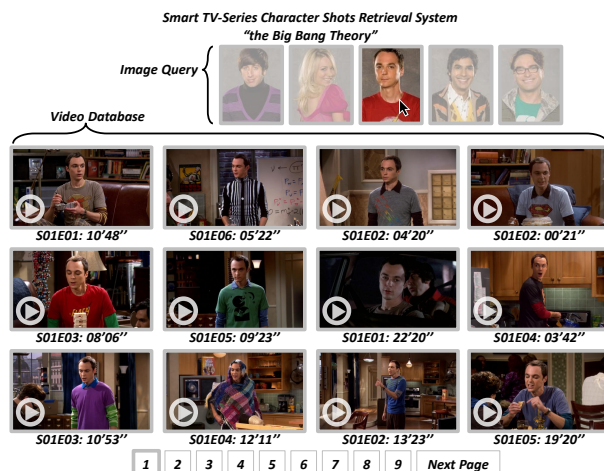 Smart TV-Series Character Shots Retrieval System
“the Big Bang Theory”
Image Query
Video Database
S01E01: 10’48’’
S01E06: 05’22’’
S01E02: 04’20’’
S01E02: 00’21’’
S01E03: 08’06’’
S01E05: 09’23’’
S01E01: 22’20’’
S01E04: 03’42’’
S01E03: 10’53’’
S01E04: 12’11’’
S01E02: 13’23’’
S01E05: 19’20’’
1 2 3 4 5 6 7 8 9 Next Page